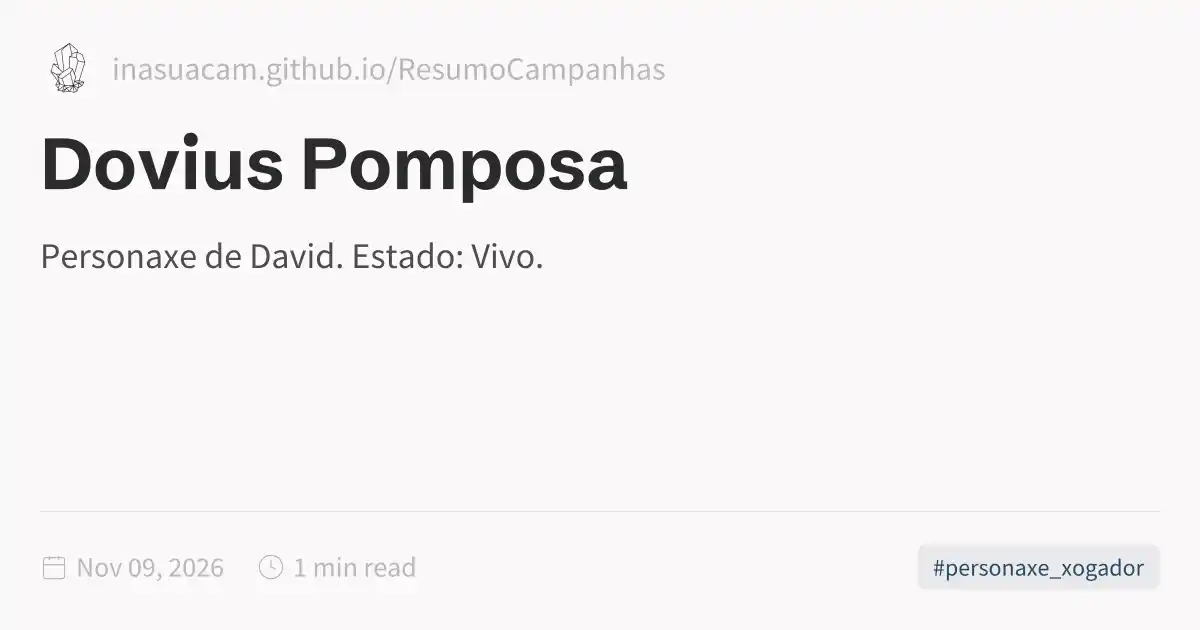 inasuacam.github.io/ResumoCampanhas
Dovius Pomposa
Personaxe de David. Estado: Vivo.
Nov 09, 2026
1 min read
#personaxe_xogador